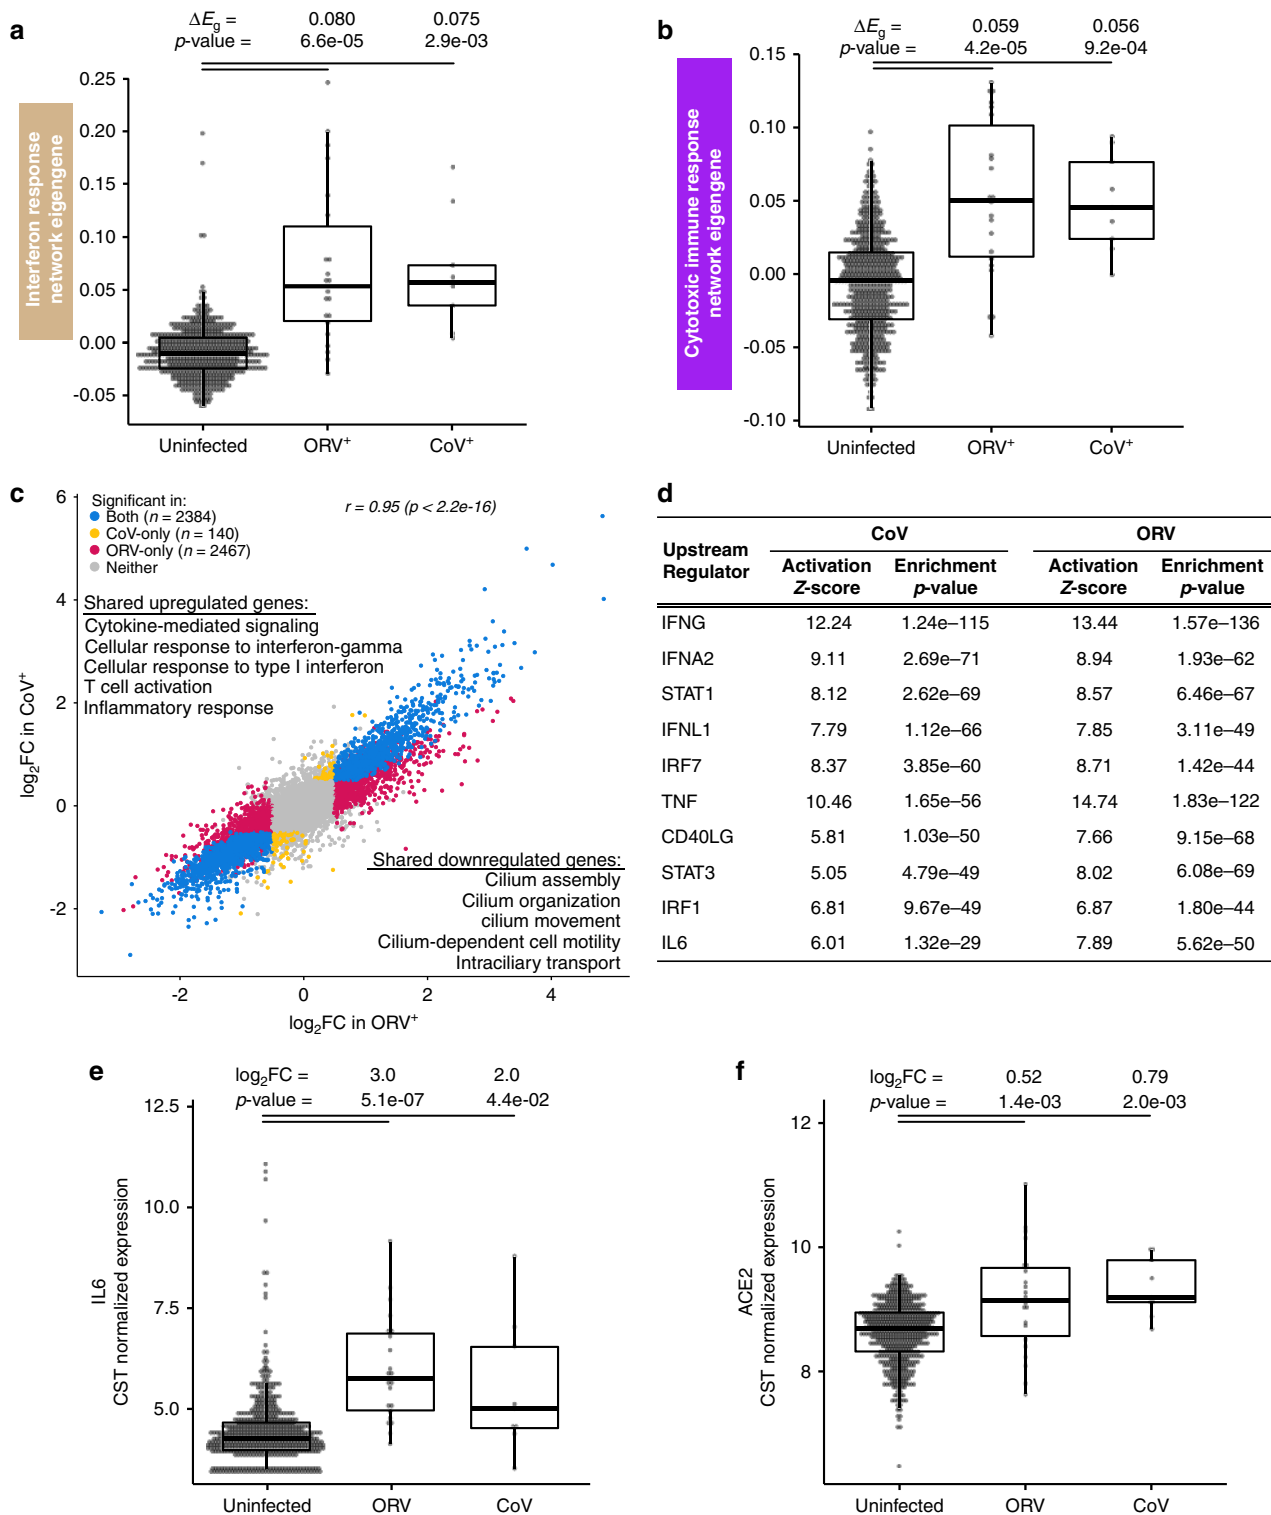 a
ΔEg = 0.080 0.075
p-value = 6.6e-05 2.9e-03
Interferon response
network eigengene
0.25
0.20
0.15
0.10
0.05
0.00
-0.05
Uninfected ORV+ CoV+
b
ΔEg = 0.059 0.056
p-value = 4.2e-05 9.2e-04
Cytotoxic immune response
network eigengene
0.15
0.10
0.05
0.00
-0.05
-0.10
Uninfected ORV+ CoV+
c
Significant in:
Both (n = 2384)
CoV-only (n = 140)
ORV-only (n = 2467)
Neither
r = 0.95 (p < 2.2e-16)
Shared upregulated genes:
Cytokine-mediated signaling
Cellular response to interferon-gamma
Cellular response to type I interferon
T cell activation
Inflammatory response
Shared downregulated genes:
Cilium assembly
Cilium organization
cilium movement
Cilium-dependent cell motility
Intraciliary transport
log2FC in CoV+
6
4
2
0
-2
-2 0 2 4
log2FC in ORV+
d
CoV ORV
Upstream Regulator Activation Z-score Enrichment p-value Activation Z-score Enrichment p-value
IFNG 12.24 1.24e–115 13.44 1.57e–136
IFNA2 9.11 2.69e–71 8.94 1.93e–62
STAT1 8.12 2.62e–69 8.57 6.46e–67
IFNL1 7.79 1.12e–66 7.85 3.11e–49
IRF7 8.37 3.85e–60 8.71 1.42e–44
TNF 10.46 1.65e–56 14.74 1.83e–122
CD40LG 5.81 1.03e–50 7.66 9.15e–68
STAT3 5.05 4.79e–49 8.02 6.08e–69
IRF1 6.81 9.67e–49 6.87 1.80e–44
IL6 6.01 1.32e–29 7.89 5.62e–50
e
log2FC = 3.0 2.0
p-value = 5.1e-07 4.4e-02
IL6
CST normalized expression
12.5
10.0
7.5
5.0
Uninfected ORV CoV
f
log2FC = 0.52 0.79
p-value = 1.4e-03 2.0e-03
ACE2
CST normalized expression
12
10
8
Uninfected ORV CoV